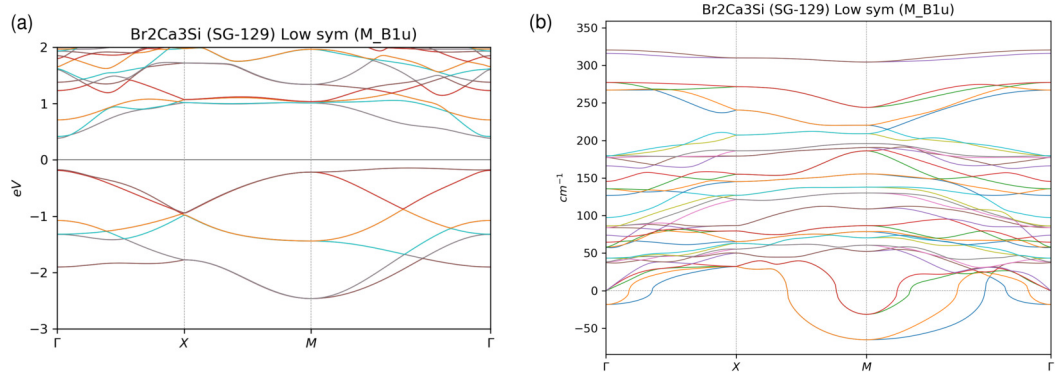 (a)
Br2Ca3Si (SG-129) Low sym (M_B1u)
2
1
0
−1
−2
−3
eV
Γ
X
M
Γ
(b)
Br2Ca3Si (SG-129) Low sym (M_B1u)
350
300
250
200
150
100
50
0
−50
cm⁻¹
Γ
X
M
Γ